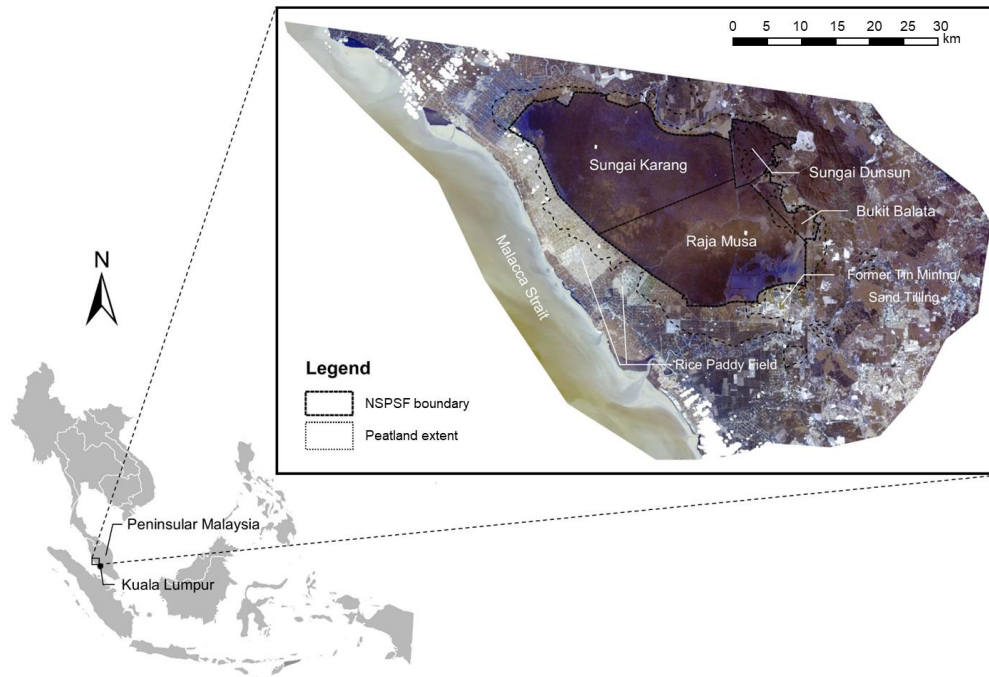 0 5 10 15 20 25 30
km
Sungai Karang
Sungai Dunsun
Bukit Balata
Raja Musa
Former Tin Mining/
Sand Tilling
Malacca Strait
Rice Paddy Field
N
Legend
NSPSF boundary
Peatland extent
Peninsular Malaysia
Kuala Lumpur